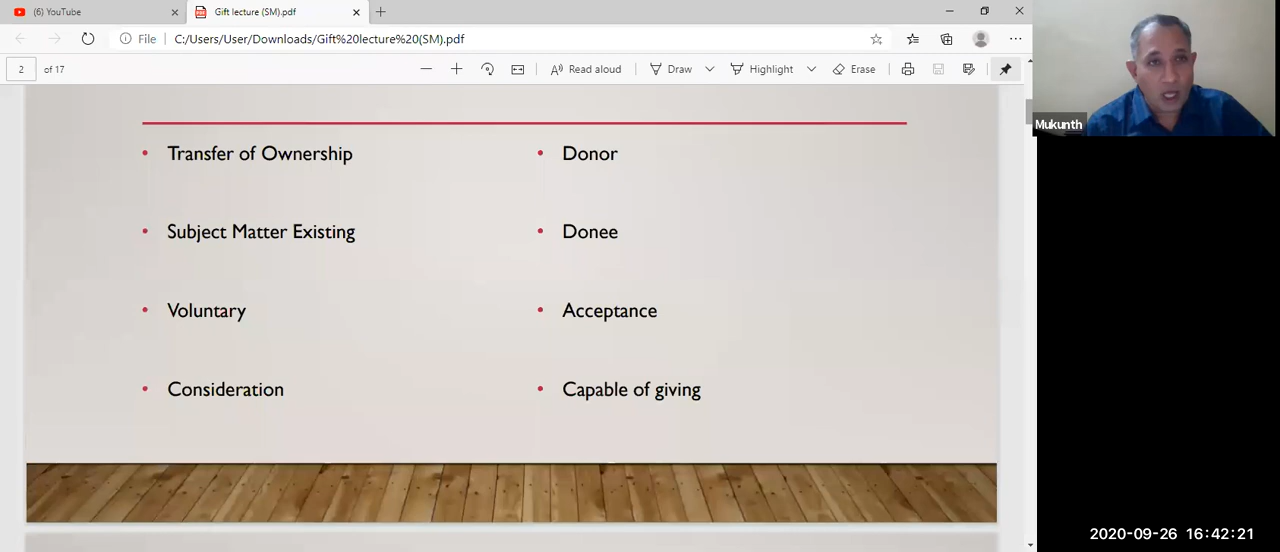 (6) YouTube
Gift lecture (SM).pdf
File
C:/Users/User/Downloads/Gift%20lecture%20(SM).pdf
2
of 17
Read aloud
Draw
Highlight
Erase
Mukunth
Transfer of Ownership
Subject Matter Existing
Voluntary
Consideration
Donor
Donee
Acceptance
Capable of giving
2020-09-26 16:42:21